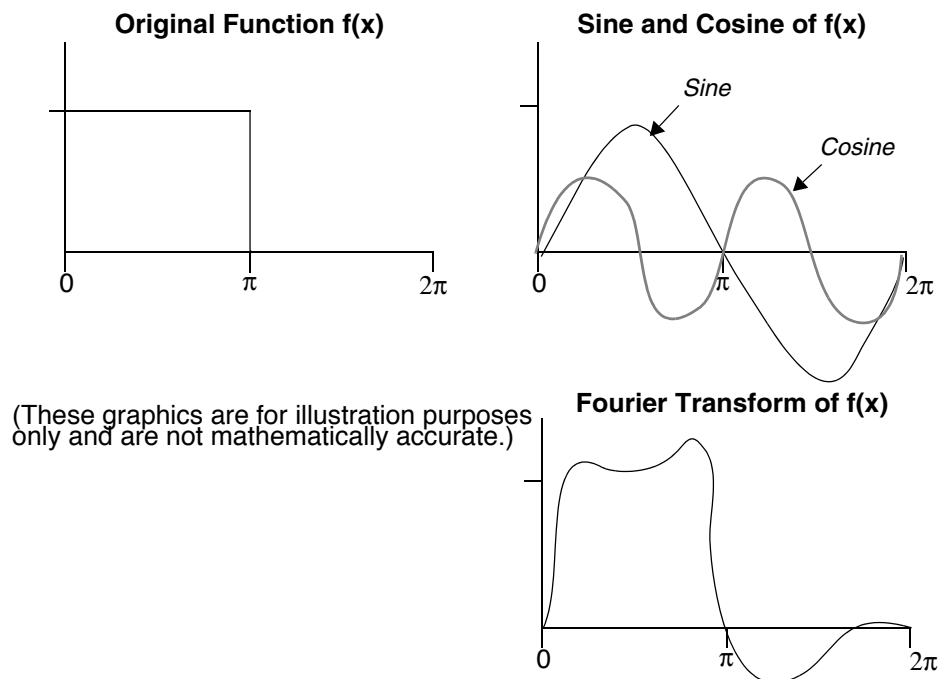 Original Function f(x)
0
π
2π
Sine and Cosine of f(x)
Sine
Cosine
0
π
2π
(These graphics are for illustration purposes
only and are not mathematically accurate.)
Fourier Transform of f(x)
0
π
2π